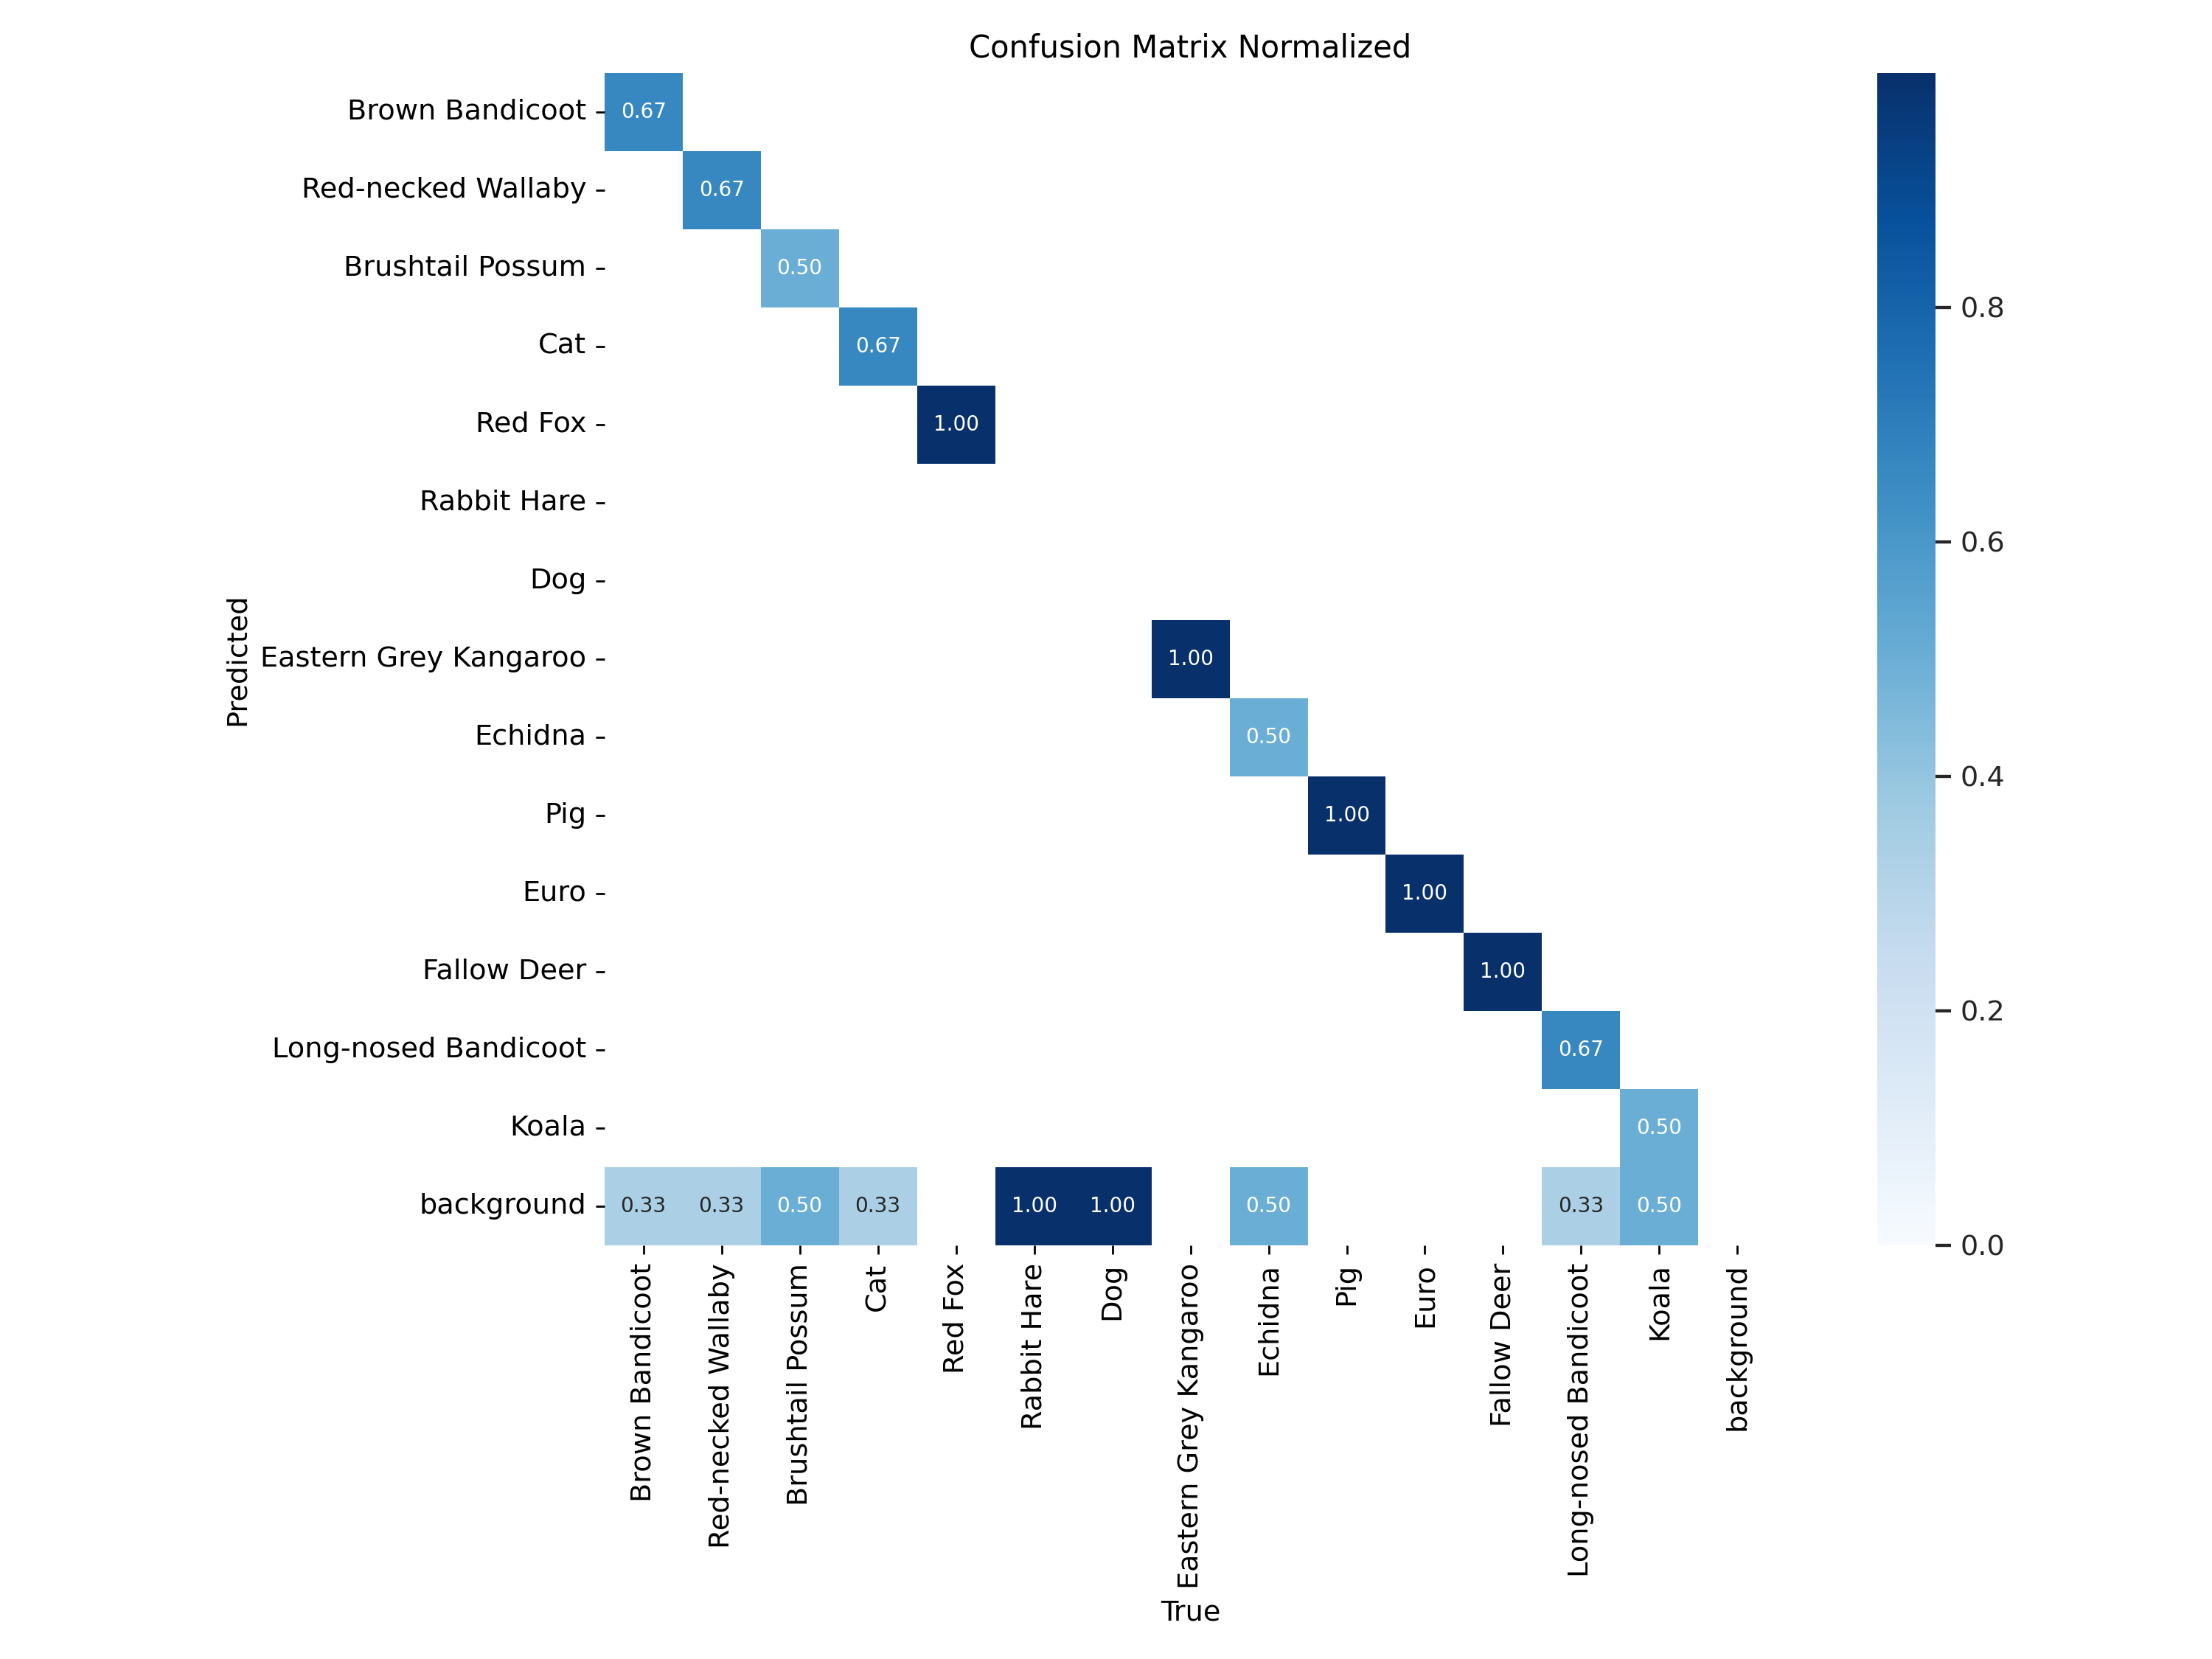 Confusion Matrix Normalized
Brown Bandicoot
0.67
Red-necked Wallaby
0.67
Brushtail Possum
0.50
Cat
0.67
Red Fox
1.00
Rabbit Hare
Dog
Eastern Grey Kangaroo
1.00
Echidna
0.50
Pig
1.00
Euro
1.00
Fallow Deer
1.00
Long-nosed Bandicoot
0.67
Koala
0.50
background
0.33 0.33 0.50 0.33 1.00 1.00 0.50 0.33 0.50
Predicted
Brown Bandicoot
Red-necked Wallaby
Brushtail Possum
Cat
Red Fox
Rabbit Hare
Dog
Eastern Grey Kangaroo
Echidna
Pig
Euro
Fallow Deer
Long-nosed Bandicoot
Koala
background
True
0.8
0.6
0.4
0.2
0.0